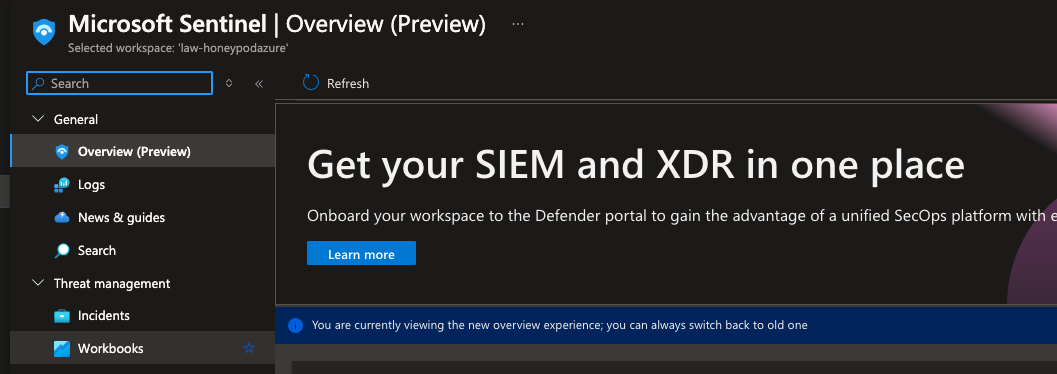 Microsoft Sentinel | Overview (Preview) ...
Selected workspace: 'law-honeypodazure'
Search
Refresh
General
Overview (Preview)
Logs
News & guides
Search
Threat management
Incidents
Workbooks
Get your SIEM and XDR in one place
Onboard your workspace to the Defender portal to gain the advantage of a unified SecOps platform with e
Learn more
You are currently viewing the new overview experience; you can always switch back to old one